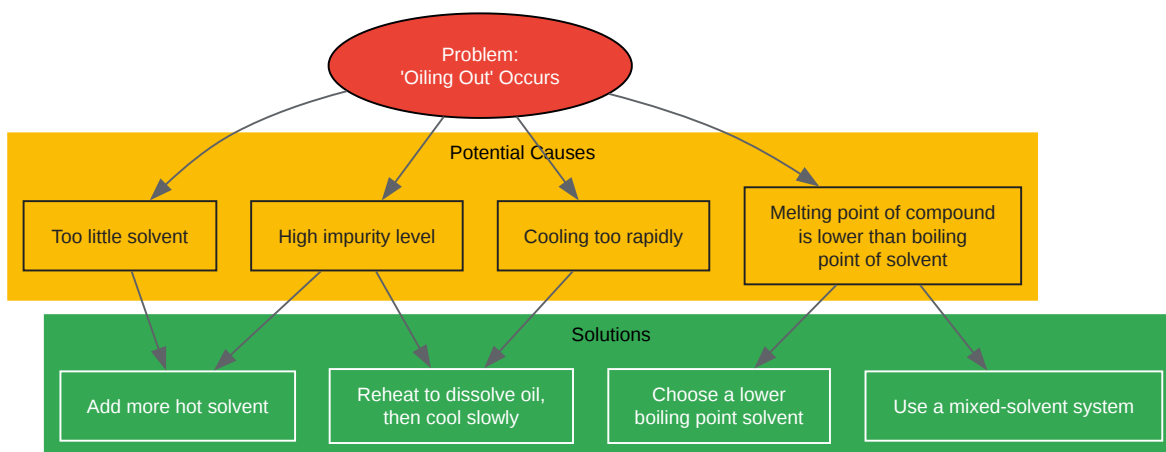 Problem:
'Oiling Out' Occurs
Potential Causes
Too little solvent
High impurity level
Cooling too rapidly
Melting point of compound
is lower than boiling
point of solvent
Solutions
Add more hot solvent
Reheat to dissolve oil,
then cool slowly
Choose a lower
boiling point solvent
Use a mixed-solvent system